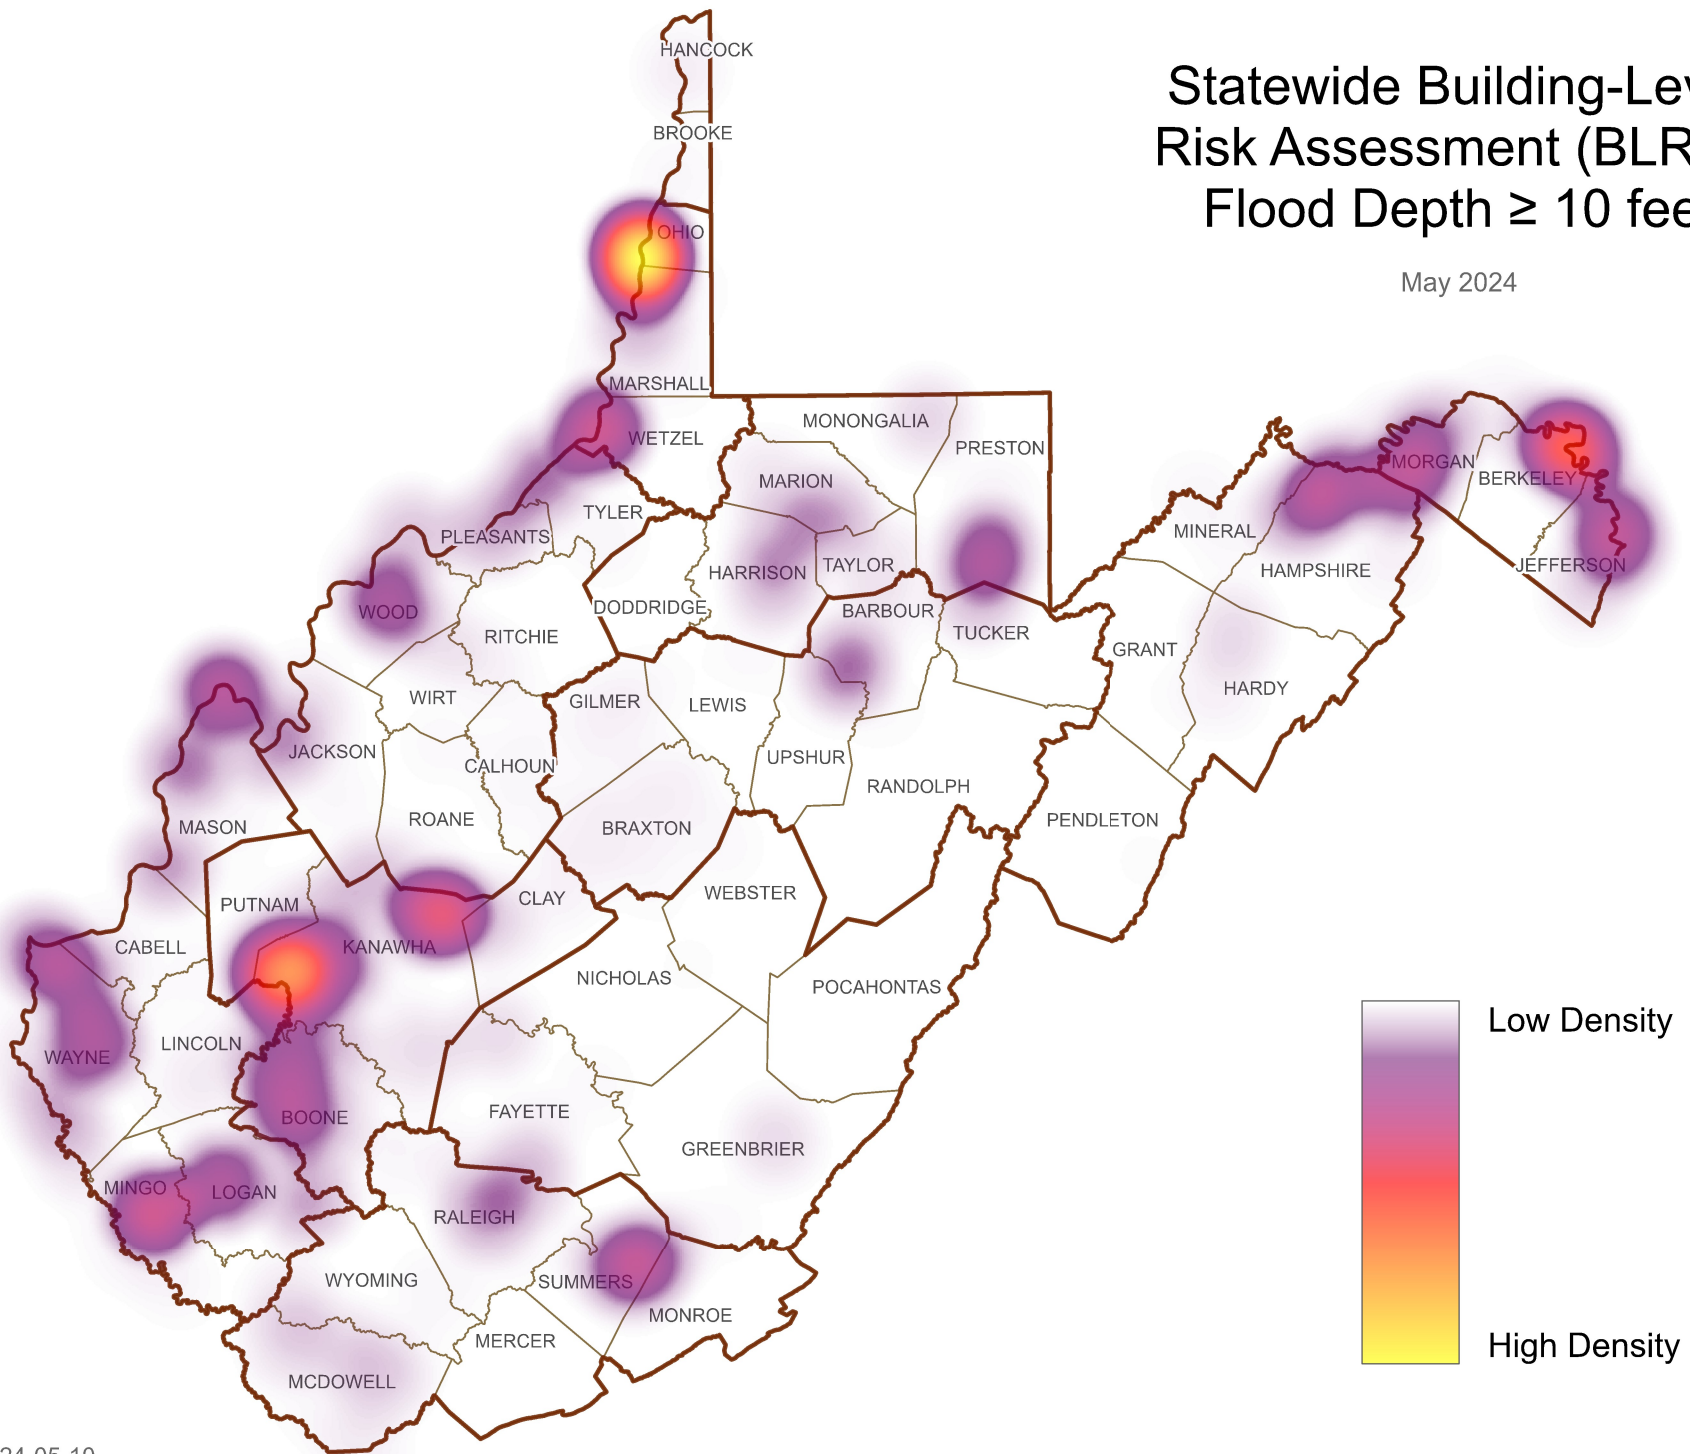 Statewide Building-Lev
Risk Assessment (BLR
Flood Depth ≥ 10 fee
May 2024
HANCOCK
BROOKE
OHIO
MARSHALL
WETZEL
MONONGALIA
PRESTON
MARION
MORGAN
BERKELEY
TYLER
PLEASANTS
MINERAL
HARRISON
TAYLOR
HAMPSHIRE
JEFFERSON
WOOD
DODDRIDGE
BARBOUR
RITCHIE
TUCKER
GRANT
WIRT
GILMER
LEWIS
HARDY
JACKSON
CALHOUN
UPSHUR
RANDOLPH
MASON
ROANE
BRAXTON
PENDLETON
PUTNAM
CLAY
WEBSTER
CABELL
KANAWHA
NICHOLAS
POCAHONTAS
WAYNE
LINCOLN
BOONE
FAYETTE
GREENBRIER
MINGO
LOGAN
RALEIGH
WYOMING
SUMMERS
MONROE
MERCER
MCDOWELL
Low Density
High Density